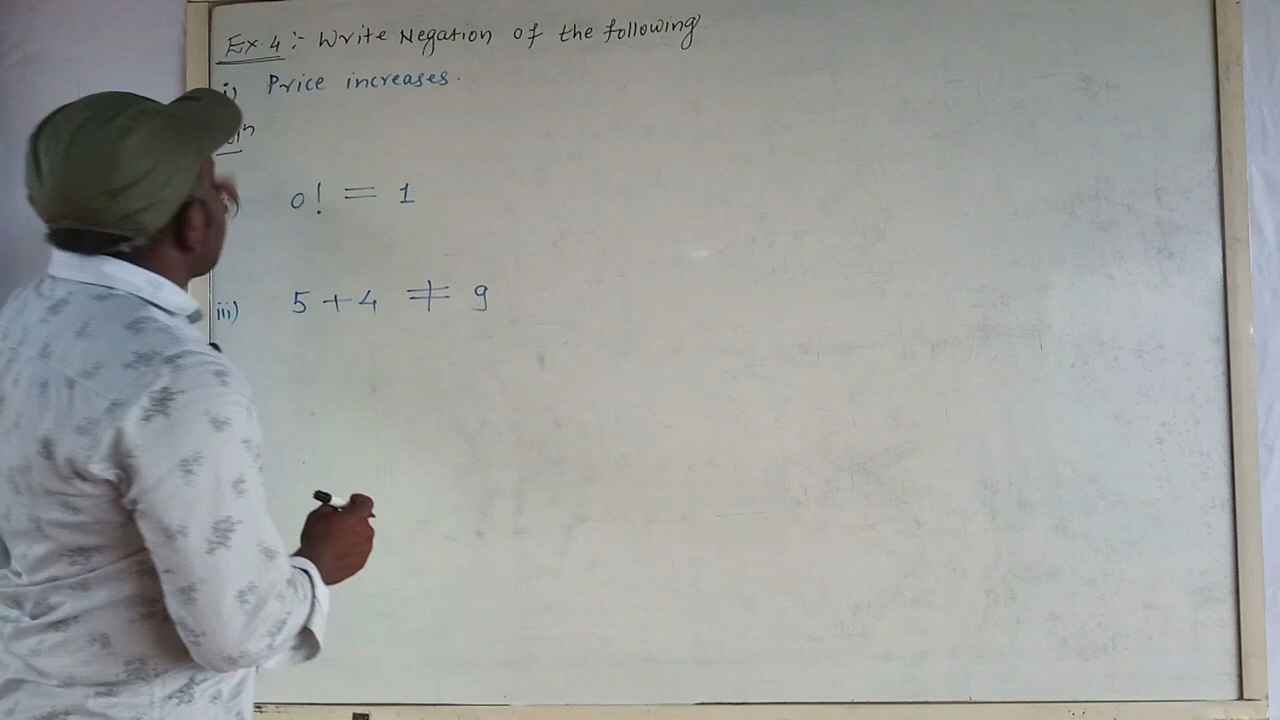 Ex. 4 :- Write Negation of the following.
i) Price increases.
0! = 1
iii) 5 + 4 ≠ 9